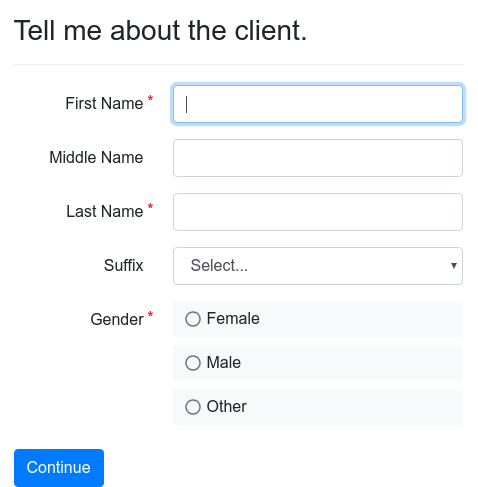 Tell me about the client.
First Name *
Middle Name
Last Name *
Suffix Select...
Gender * Female
Male
Other
Continue